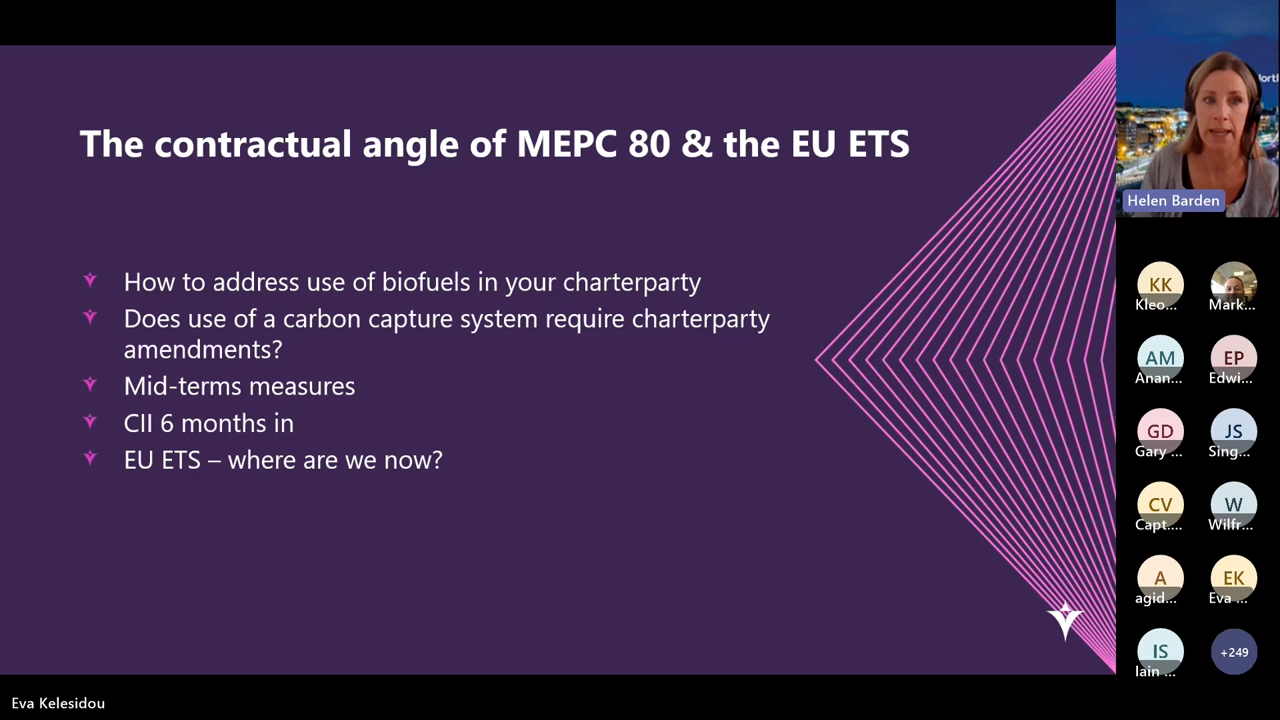 The contractual angle of MEPC 80 & the EU ETS
How to address use of biofuels in your charterparty
Does use of a carbon capture system require charterparty
amendments?
Mid-terms measures
CII 6 months in
EU ETS – where are we now?
Helen Barden
KK
Kleo...
Mark...
AM
Anan...
EP
Edwi...
GD
Gary ...
JS
Sing...
CV
Capt....
W
Wilfr...
A
agid...
EK
Eva ...
IS
Iain ...
+249
Eva Kelesidou